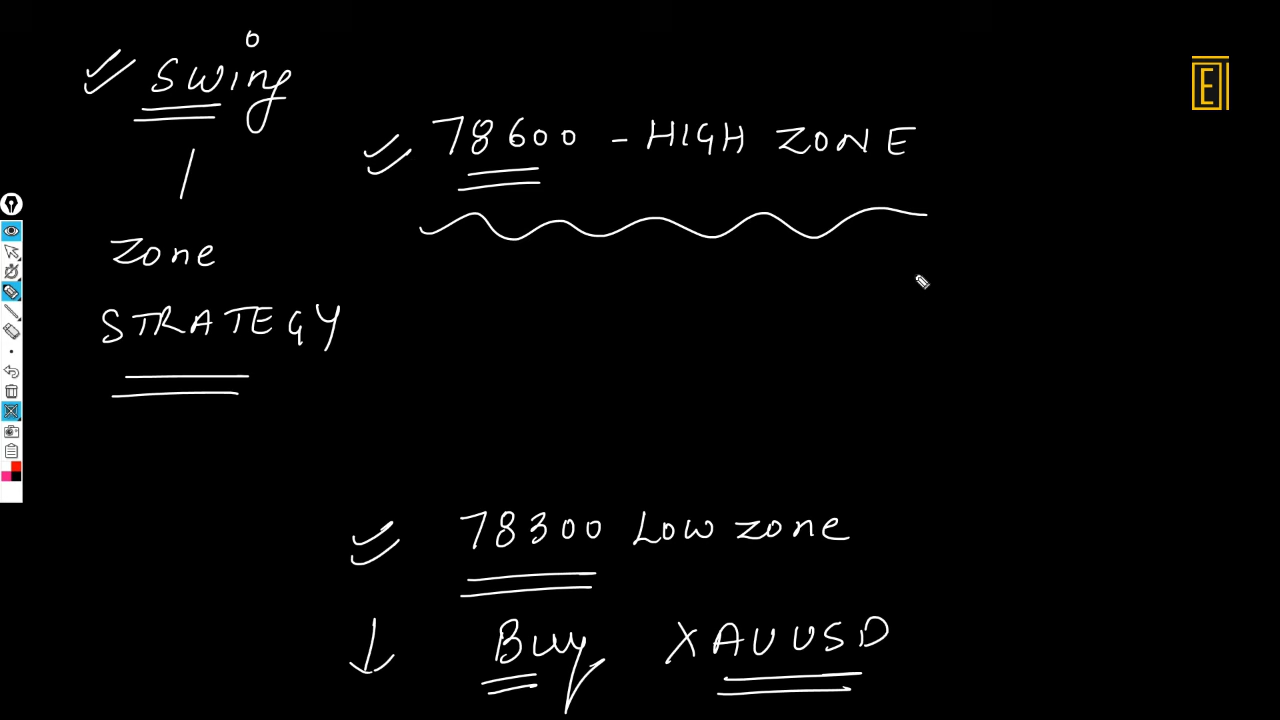 Swing
Zone
STRATEGY
78600 - HIGH ZONE
78300 Low zone
Buy XAUUSD
E